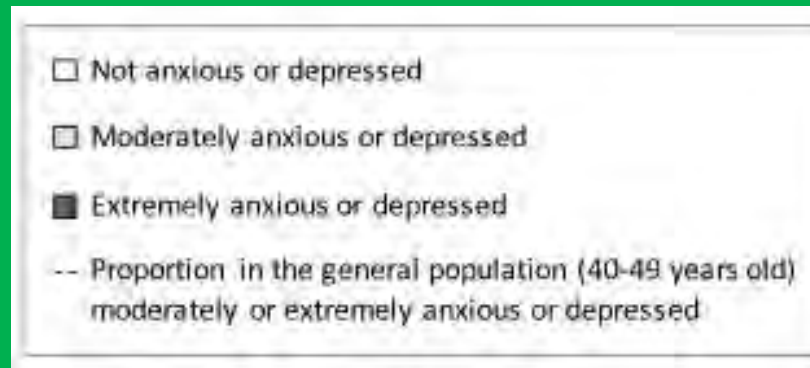 Not anxious or depressed
Moderately anxious or depressed
Extremely anxious or depressed
-- Proportion in the general population (40-49 years old)
moderately or extremely anxious or depressed